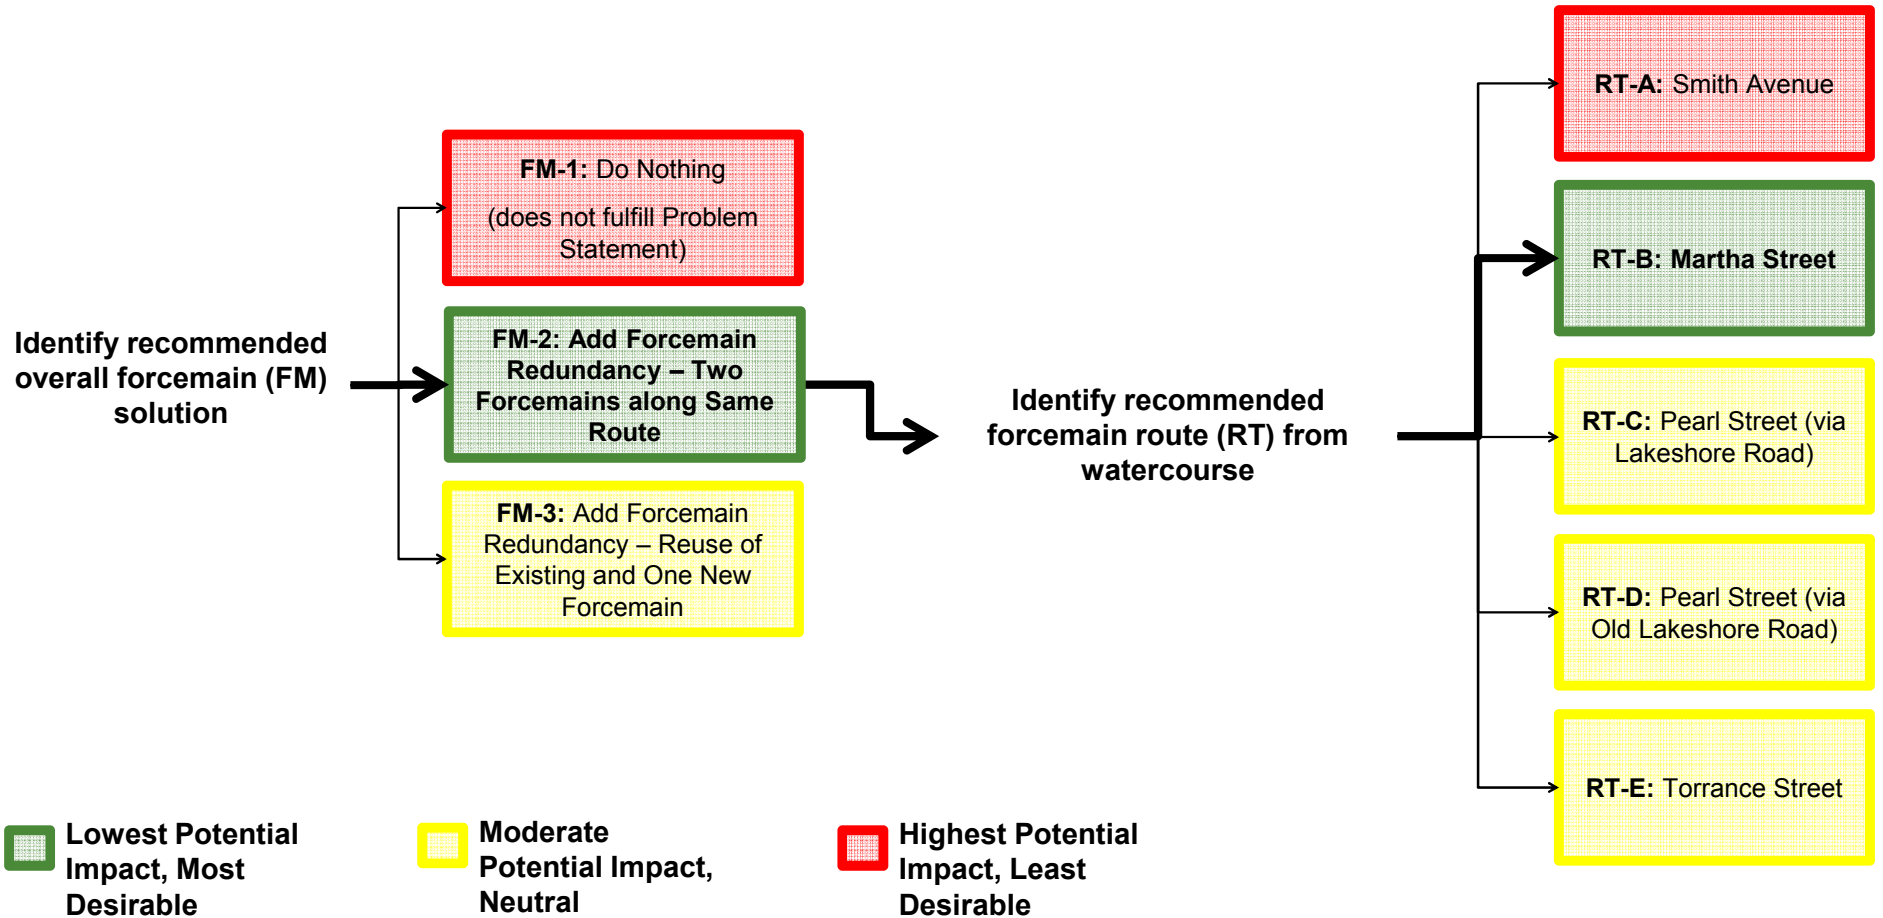 Identify recommended
overall forcemain (FM)
solution
FM-1: Do Nothing
(does not fulfill Problem
Statement)
FM-2: Add Forcemain
Redundancy – Two
Forcemains along Same
Route
FM-3: Add Forcemain
Redundancy – Reuse of
Existing and One New
Forcemain
Identify recommended
forcemain route (RT) from
watercourse
RT-A: Smith Avenue
RT-B: Martha Street
RT-C: Pearl Street (via
Lakeshore Road)
RT-D: Pearl Street (via
Old Lakeshore Road)
RT-E: Torrance Street
Lowest Potential
Impact, Most
Desirable
Moderate
Potential Impact,
Neutral
Highest Potential
Impact, Least
Desirable